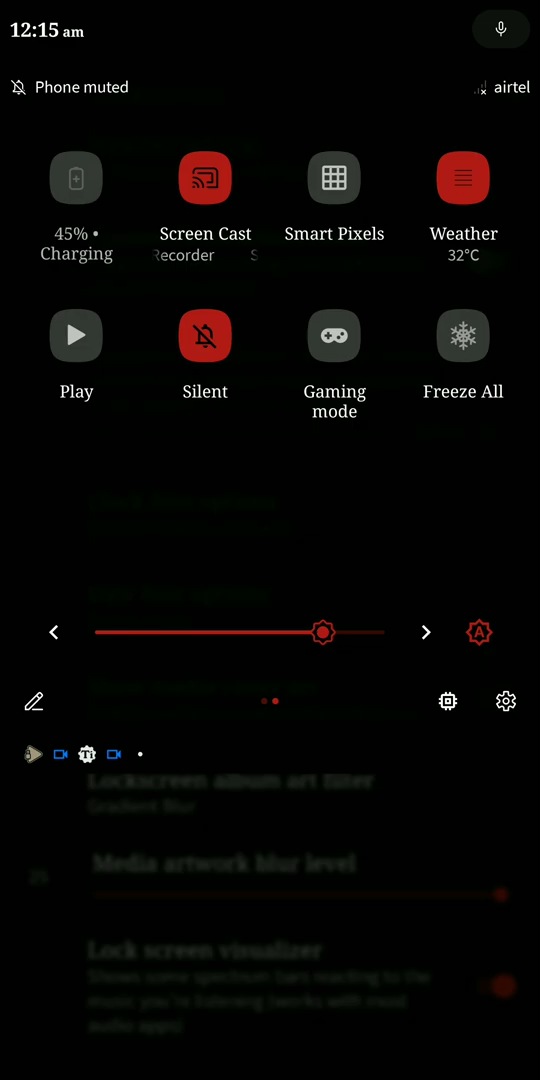 12:15 am
Phone muted
airtel
45% •
Charging
Screen Cast
Recorder S
Smart Pixels
Weather
32°C
Play
Silent
Gaming
mode
Freeze All
A
Lockscreen album art filter
Gradient Blur
25
Media artwork blur level
Lock screen visualizer
Shows some spectrum bars reacting to the
music you're listening (works with most
audio apps)